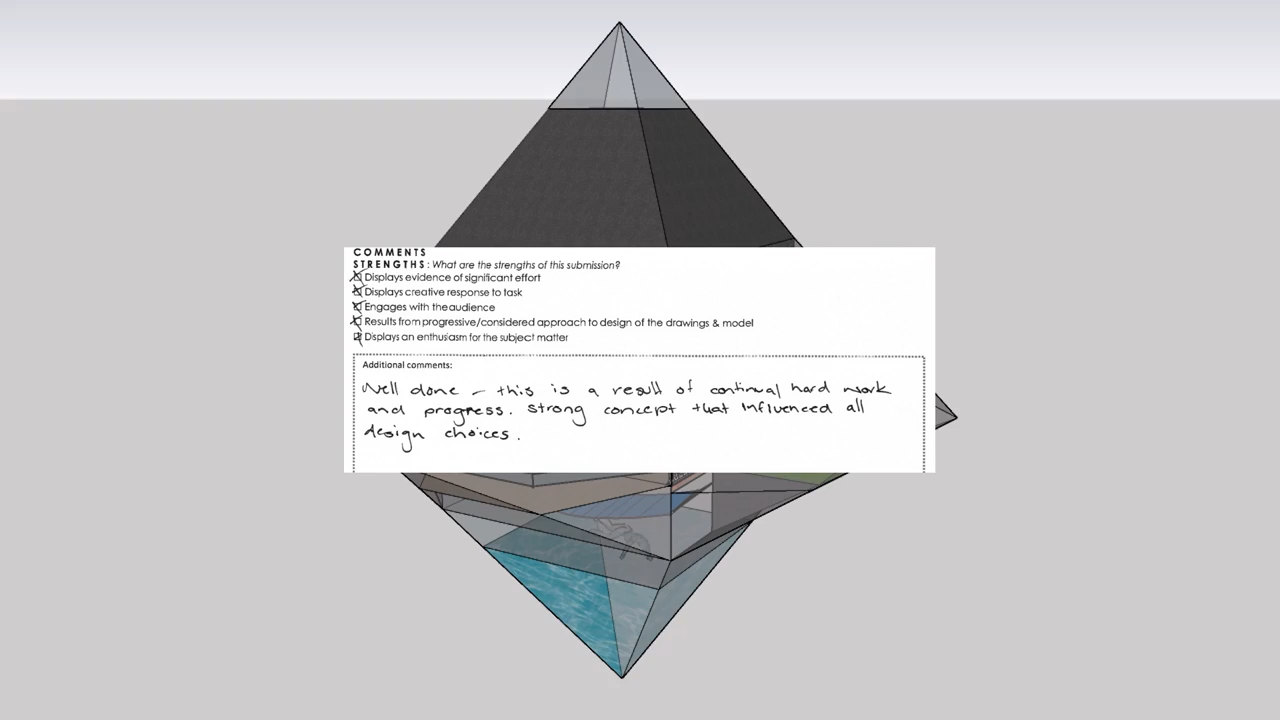 COMMENTS
STRENGTHS: What are the strengths of this submission?
Displays evidence of significant effort
Displays creative response to task
Engages with the audience
Results from progressive/considered approach to design of the drawings & model
Displays an enthusiasm for the subject matter
Additional comments:
Well done - this is a result of continual hard work
and progress. Strong concept that influenced all
design choices.